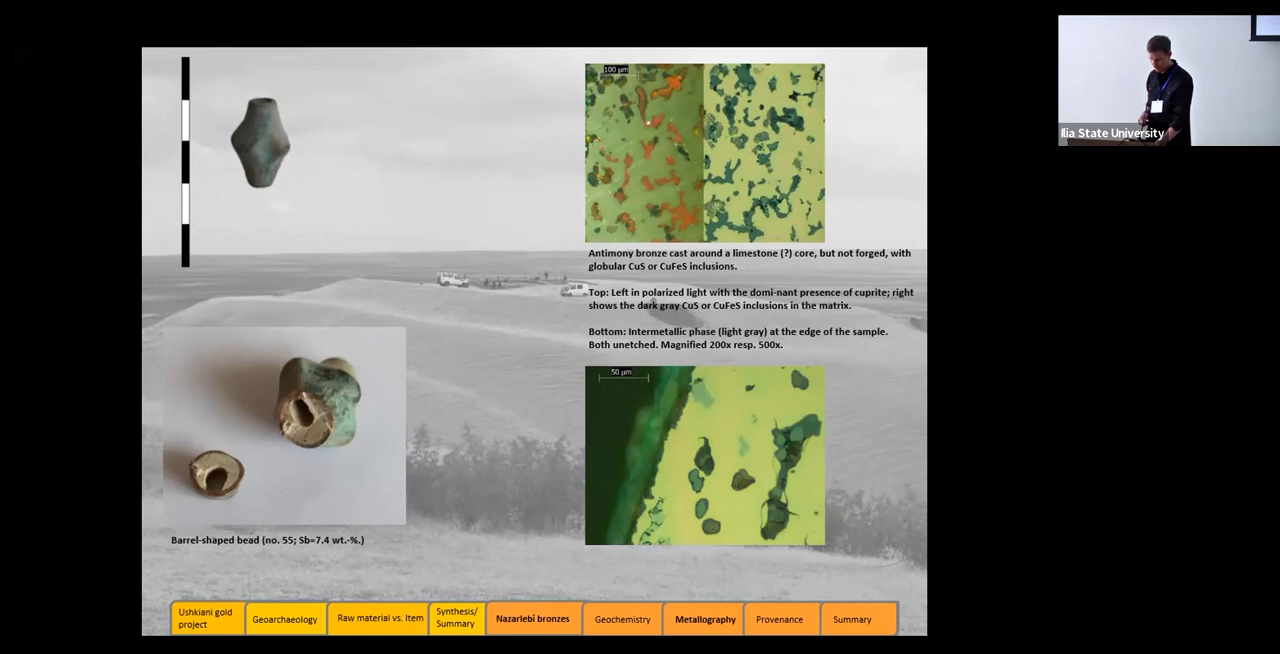 Ilia State University
100 µm
Antimony bronze cast around a limestone (?) core, but not forged, with
globular CuS or CuFeS inclusions.
Top: Left in polarized light with the domi-nant presence of cuprite; right
shows the dark gray CuS or CuFeS inclusions in the matrix.
Bottom: Intermetallic phase (light gray) at the edge of the sample.
Both unetched. Magnified 200x resp. 500x.
50 µm
Barrel-shaped bead (no. 55; Sb=7.4 wt.-%.)
Ushkiani gold
project
Geoarchaeology
Raw material vs. Item
Synthesis/
Summary
Nazarlebi bronzes
Geochemistry
Metallography
Provenance
Summary